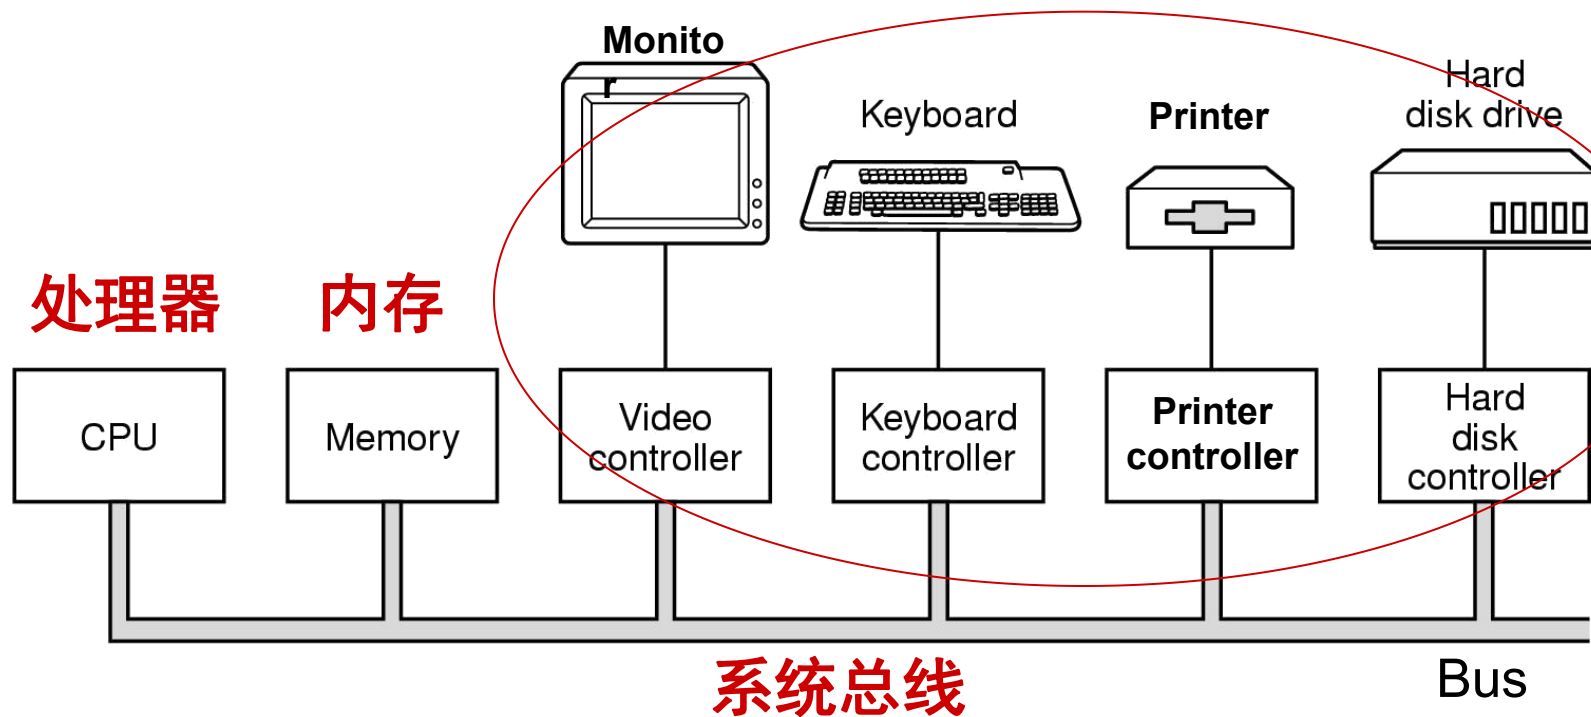 Monito
r
Keyboard
Printer
Hard
disk drive
处理器
内存
CPU
Memory
Video
controller
Keyboard
controller
Printer
controller
Hard
disk
controller
系统总线
Bus